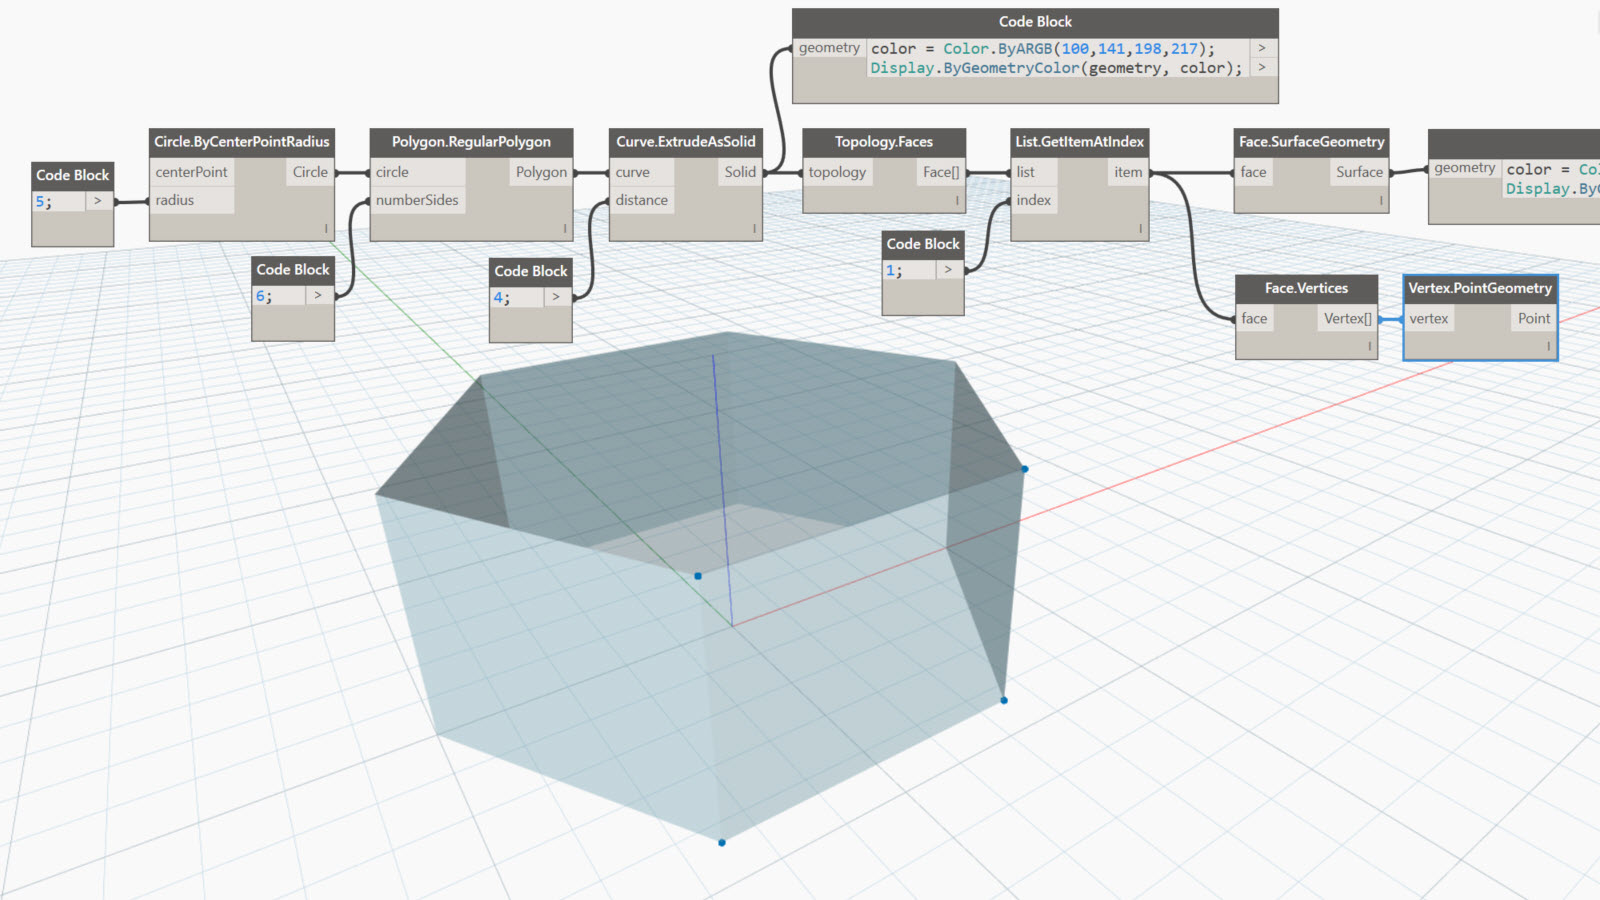 Code Block
geometry color = Color.ByARGB(100,141,198,217); >
Display.ByGeometryColor(geometry, color); >
Code Block
5; >
Circle.ByCenterPointRadius
centerPoint Circle
radius
Code Block
6; >
Polygon.RegularPolygon
circle Polygon
numberSides
Code Block
4; >
Curve.ExtrudeAsSolid
curve Solid
distance
Topology.Faces
topology Face[]
Code Block
1; >
List.GetItemAtIndex
list item
index
Face.SurfaceGeometry
face Surface
geometry color = Co
Display.ByG
Face.Vertices
face Vertex[]
Vertex.PointGeometry
vertex Point